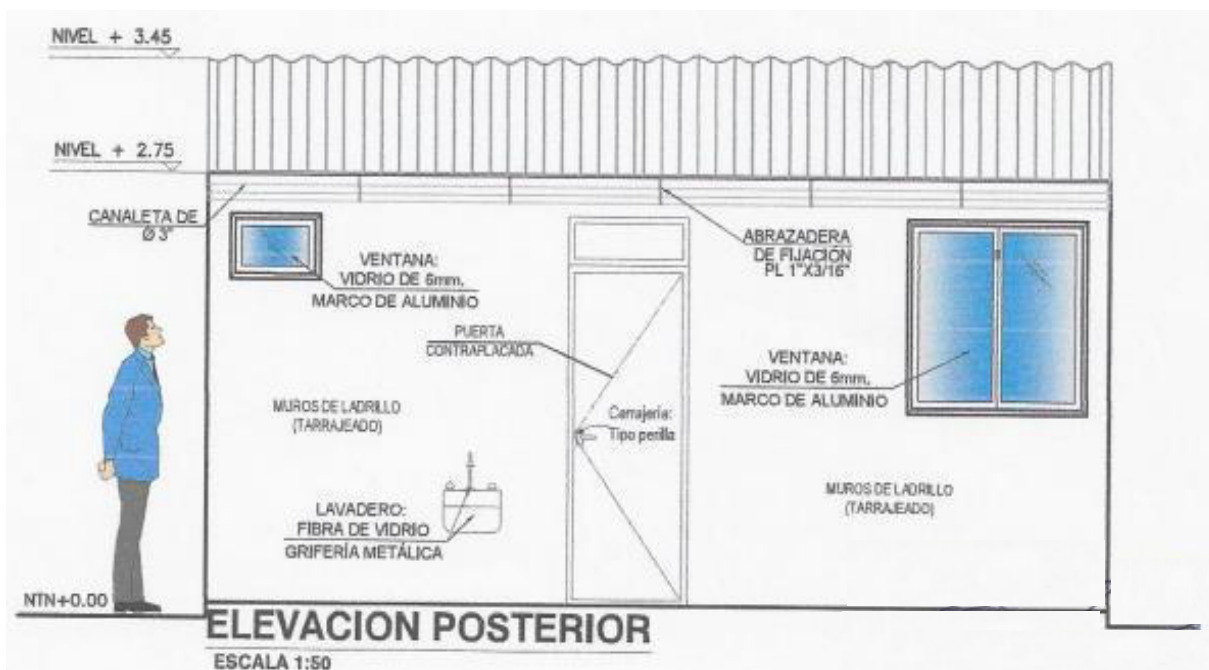 NIVEL + 3.45
NIVEL + 2.75
CANALETA DE
Ø 3"
VENTANA:
VIDRIO DE 6mm,
MARCO DE ALUMINIO
ABRAZADERA
DE FIJACIÓN
PL 1"X3/16"
PUERTA
CONTRAPLACADA
VENTANA:
VIDRIO DE 6mm,
MARCO DE ALUMINIO
MUROS DE LADRILLO
(TARRAJEADO)
Cerrajería:
Tipo perilla
MUROS DE LADRILLO
(TARRAJEADO)
LAVADERO:
FIBRA DE VIDRIO
GRIFERÍA METÁLICA
NTN+0.00
ELEVACION POSTERIOR
ESCALA 1:50